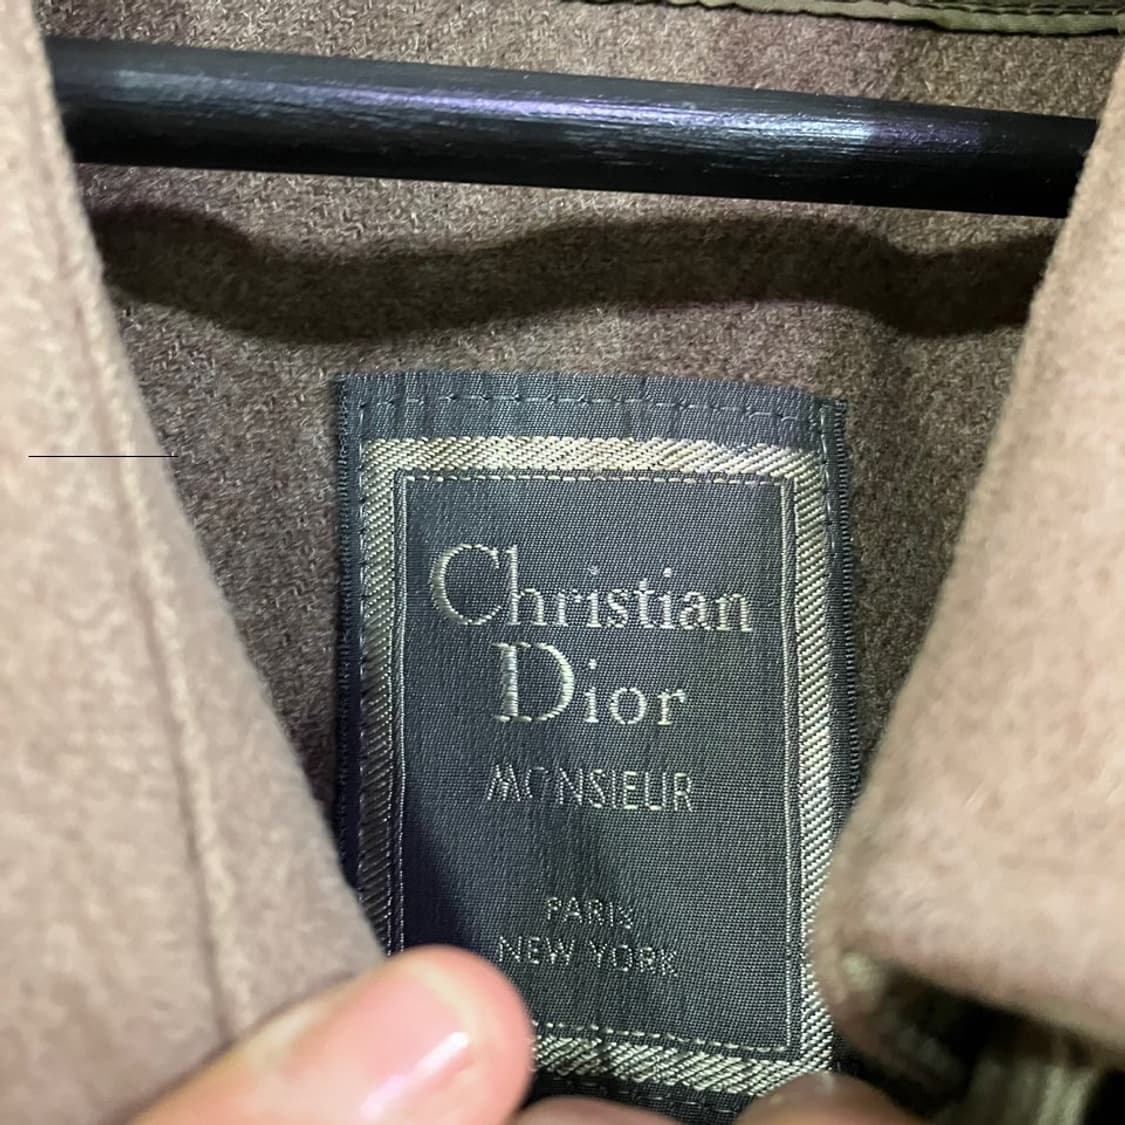 Christian
Dior
MONSIEUR
PARIS
NEW YORK